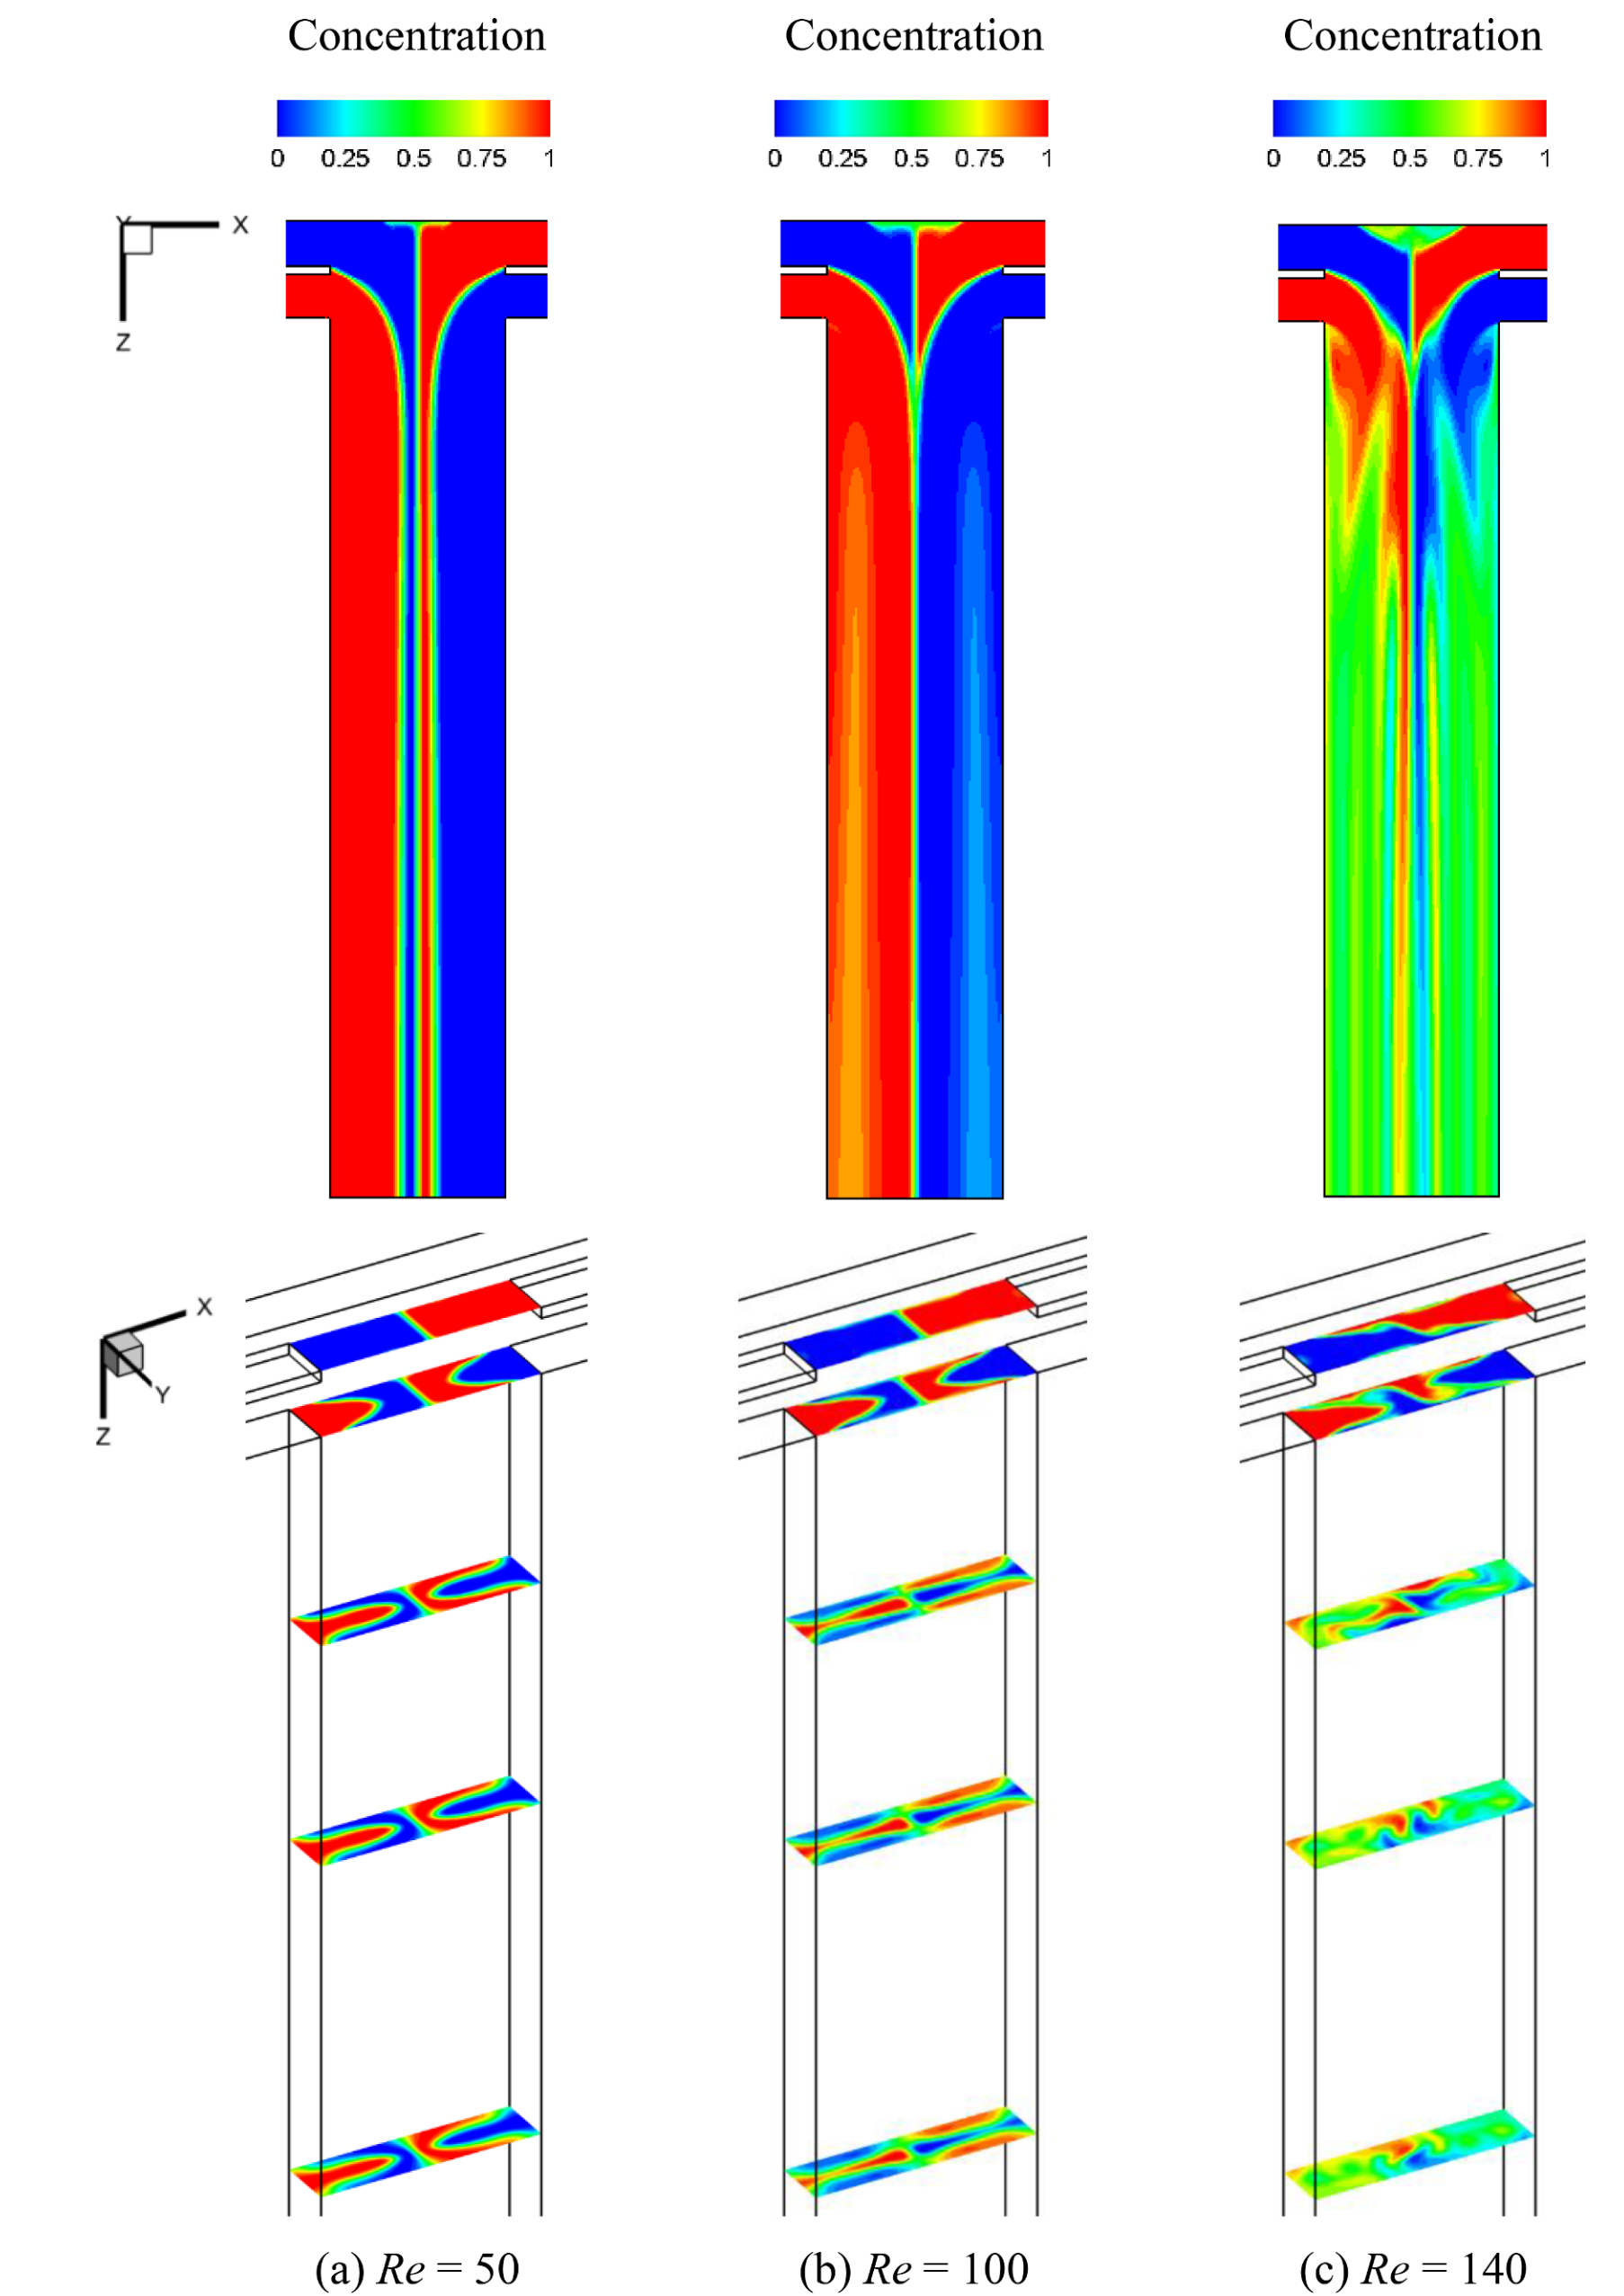 Concentration Concentration Concentration
0 0.25 0.5 0.75 1 0 0.25 0.5 0.75 1 0 0.25 0.5 0.75 1
Y X
Z
X
Y
Z
(a) Re = 50 (b) Re = 100 (c) Re = 140